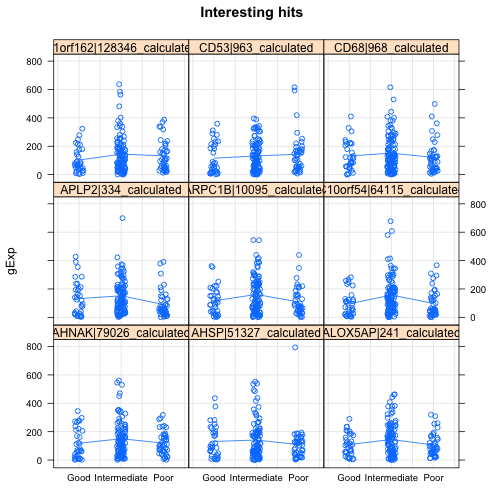 Interesting hits
1orf162|128346_calculate
CD53|963_calculated
CD68|968_calculated
800
600
400
200
0
APLP2|334_calculated
ARPC1B|10095_calculated
C10orf54|64115_calculate
800
600
400
200
0
gExp
AHNAK|79026_calculated
AHSP|51327_calculated
ALOX5AP|241_calculated
800
600
400
200
0
Good Intermediate Poor
Good Intermediate Poor
Good Intermediate Poor